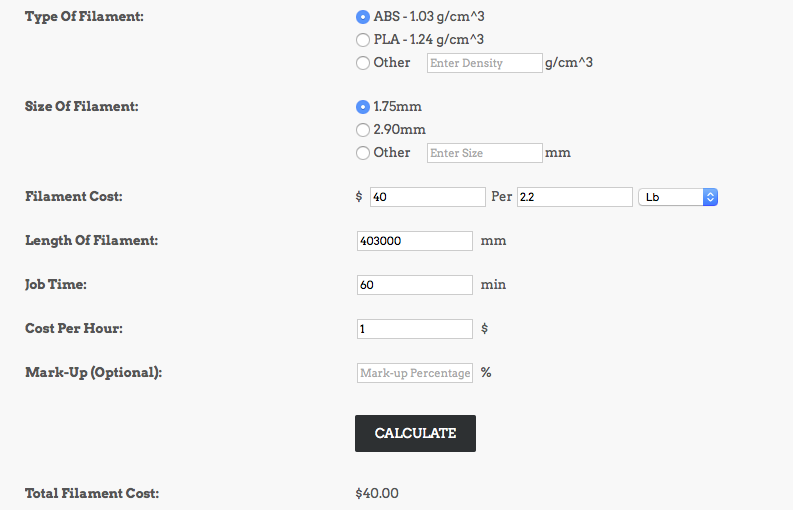 Type Of Filament: ABS - 1.03 g/cm^3
PLA - 1.24 g/cm^3
Other Enter Density g/cm^3
Size Of Filament: 1.75mm
2.90mm
Other Enter Size mm
Filament Cost: $ 40 Per 2.2 Lb
Length Of Filament: 403000 mm
Job Time: 60 min
Cost Per Hour: 1 $
Mark-Up (Optional): Mark-up Percentage %
CALCULATE
Total Filament Cost: $40.00